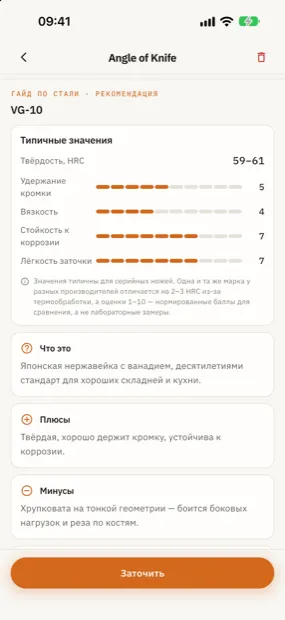 09:41
Angle of Knife
ГАЙД ПО СТАЛИ · РЕКОМЕНДАЦИЯ
VG-10
Типичные значения
Твёрдость, HRC 59–61
Удержание
кромки 5
Вязкость 4
Стойкость к
коррозии 7
Лёгкость заточки 7
Значения типичны для серийных ножей. Одна и та же марка у
разных производителей отличается на 2–3 HRC из-за
термообработки, а оценки 1–10 — нормированные баллы для
сравнения, а не лабораторные замеры.
Что это
Японская нержавейка с ванадием, десятилетиями
стандарт для хороших складней и кухни.
Плюсы
Твёрдая, хорошо держит кромку, устойчива к
коррозии.
Минусы
Хрупковата на тонкой геометрии — боится боковых
нагрузок и реза по костям.
Заточить